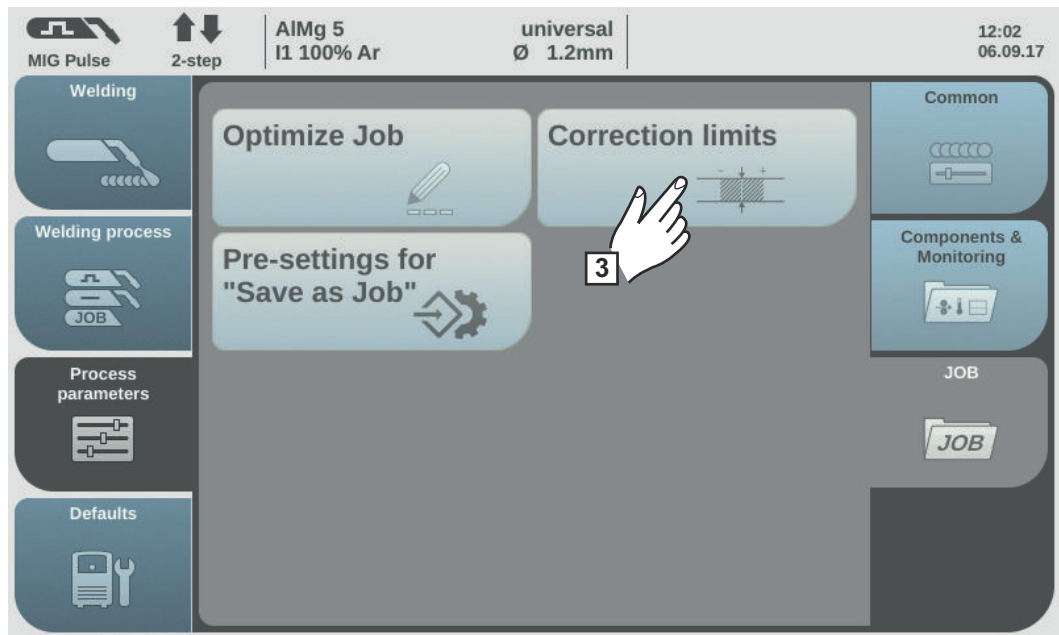 MIG Pulse
2-step
AlMg 5
I1 100% Ar
universal
Ø 1.2mm
12:02
06.09.17
Welding
Welding process
JOB
Process
parameters
Defaults
Optimize Job
Correction limits
- +
3
Pre-settings for
"Save as Job"
Common
Components &
Monitoring
JOB
JOB